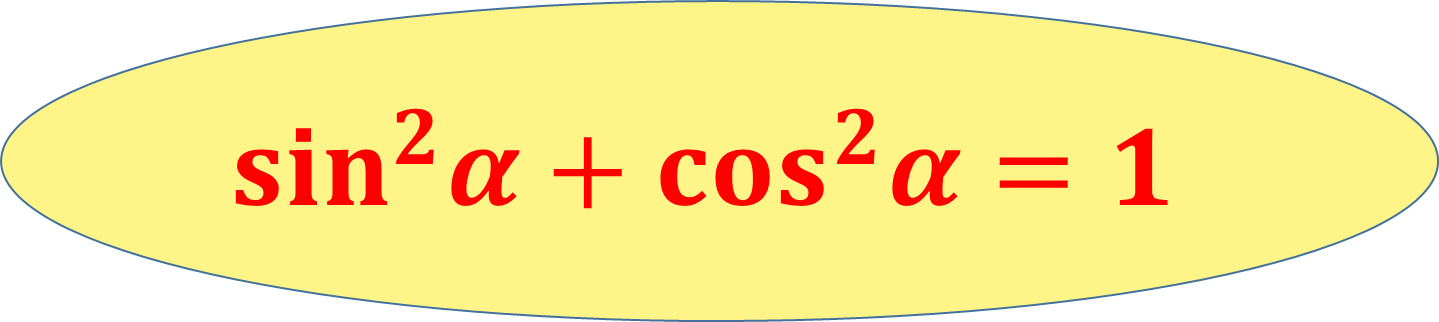 sin²α + cos²α = 1